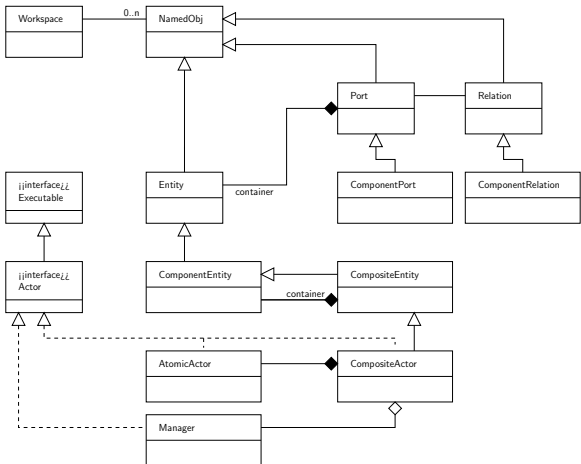 Workspace
0..n
NamedObj
Port
Relation
container
¡¡interface¿¿
Executable
Entity
ComponentPort
ComponentRelation
¡¡interface¿¿
Actor
ComponentEntity
container
CompositeEntity
AtomicActor
CompositeActor
Manager